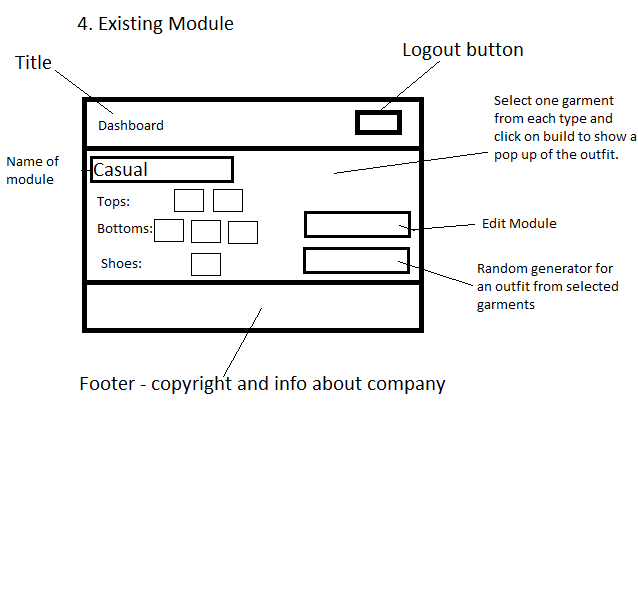 4. Existing Module
Logout button
Title
Select one garment
from each type and
click on build to show a
pop up of the outfit.
Dashboard
Name of
module
Casual
Tops:
Bottoms:
Edit Module
Shoes:
Random generator for
an outfit from selected
garments
Footer - copyright and info about company